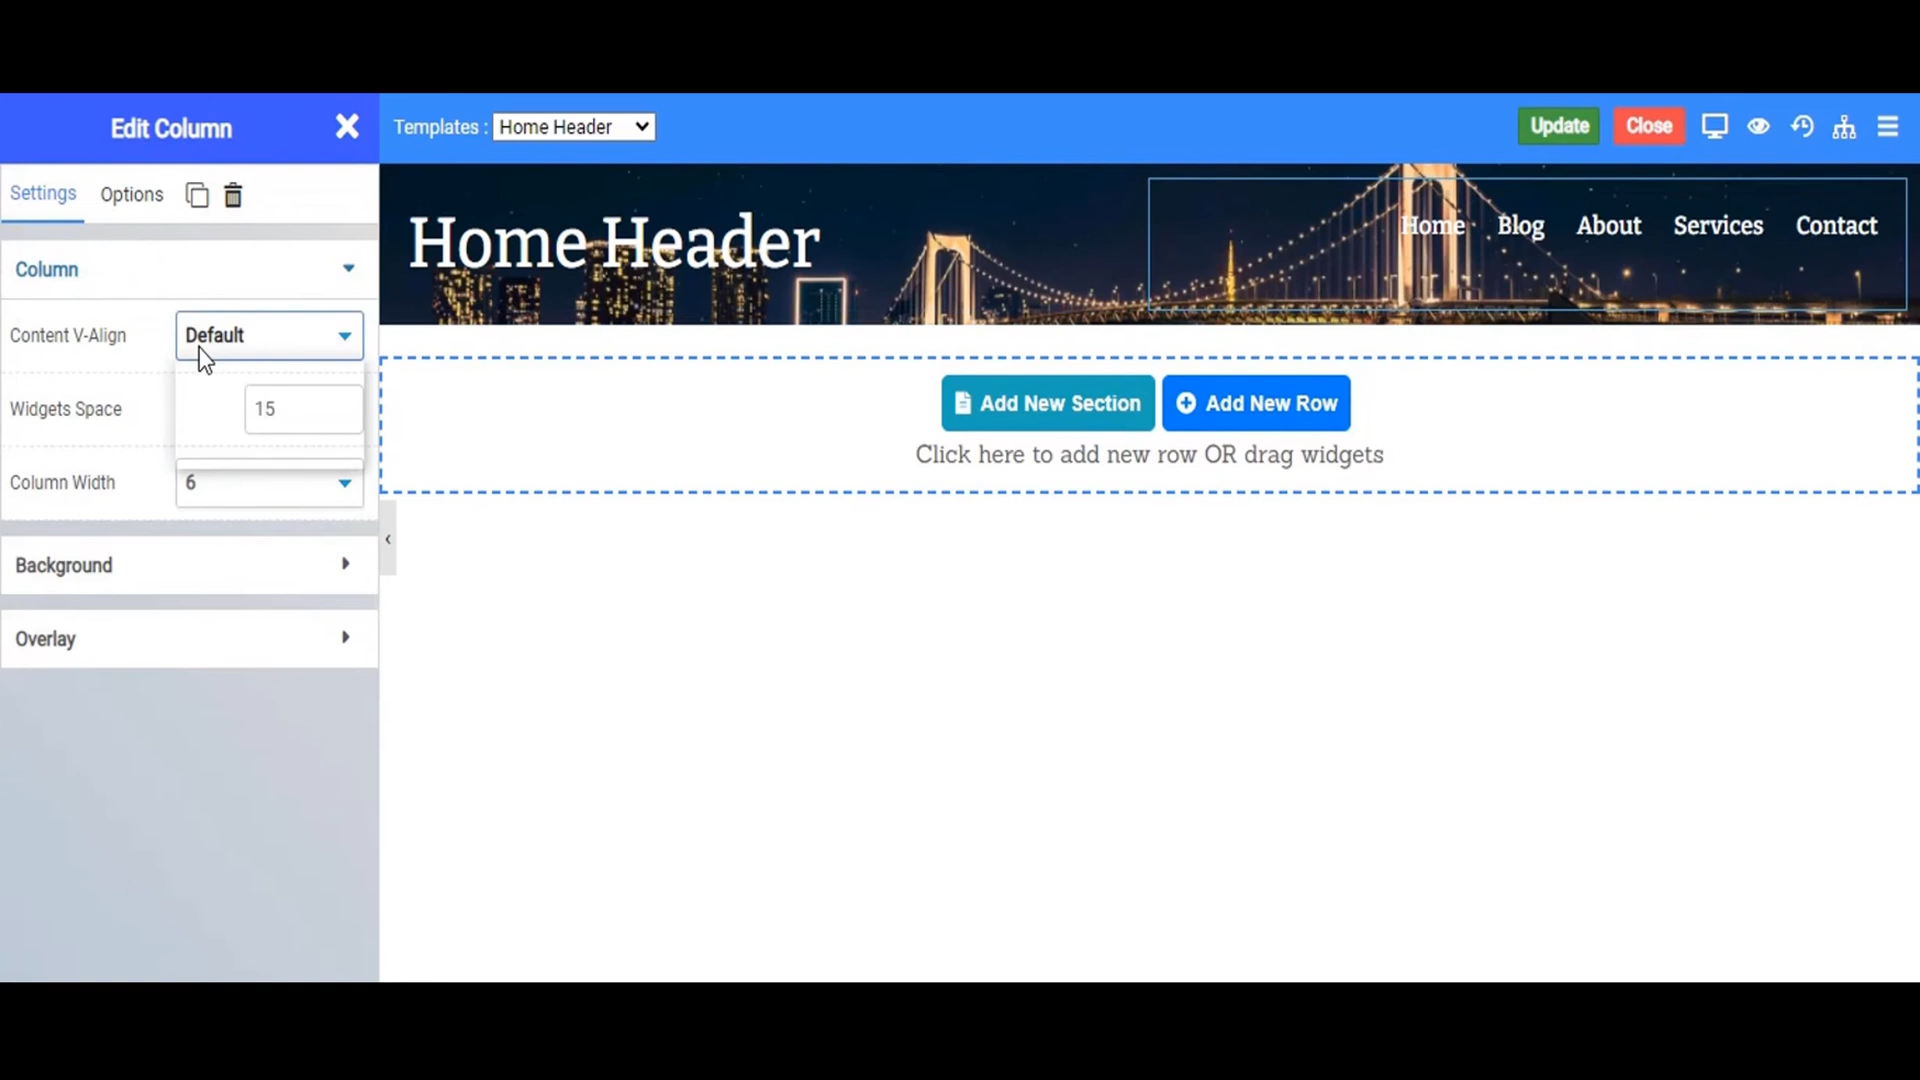 Edit Column
Templates : Home Header
Update
Close
Settings
Options
Home Header
Home Blog About Services Contact
Column
Content V-Align
Default
Widgets Space
15
Column Width
6
Add New Section
Add New Row
Click here to add new row OR drag widgets
Background
Overlay